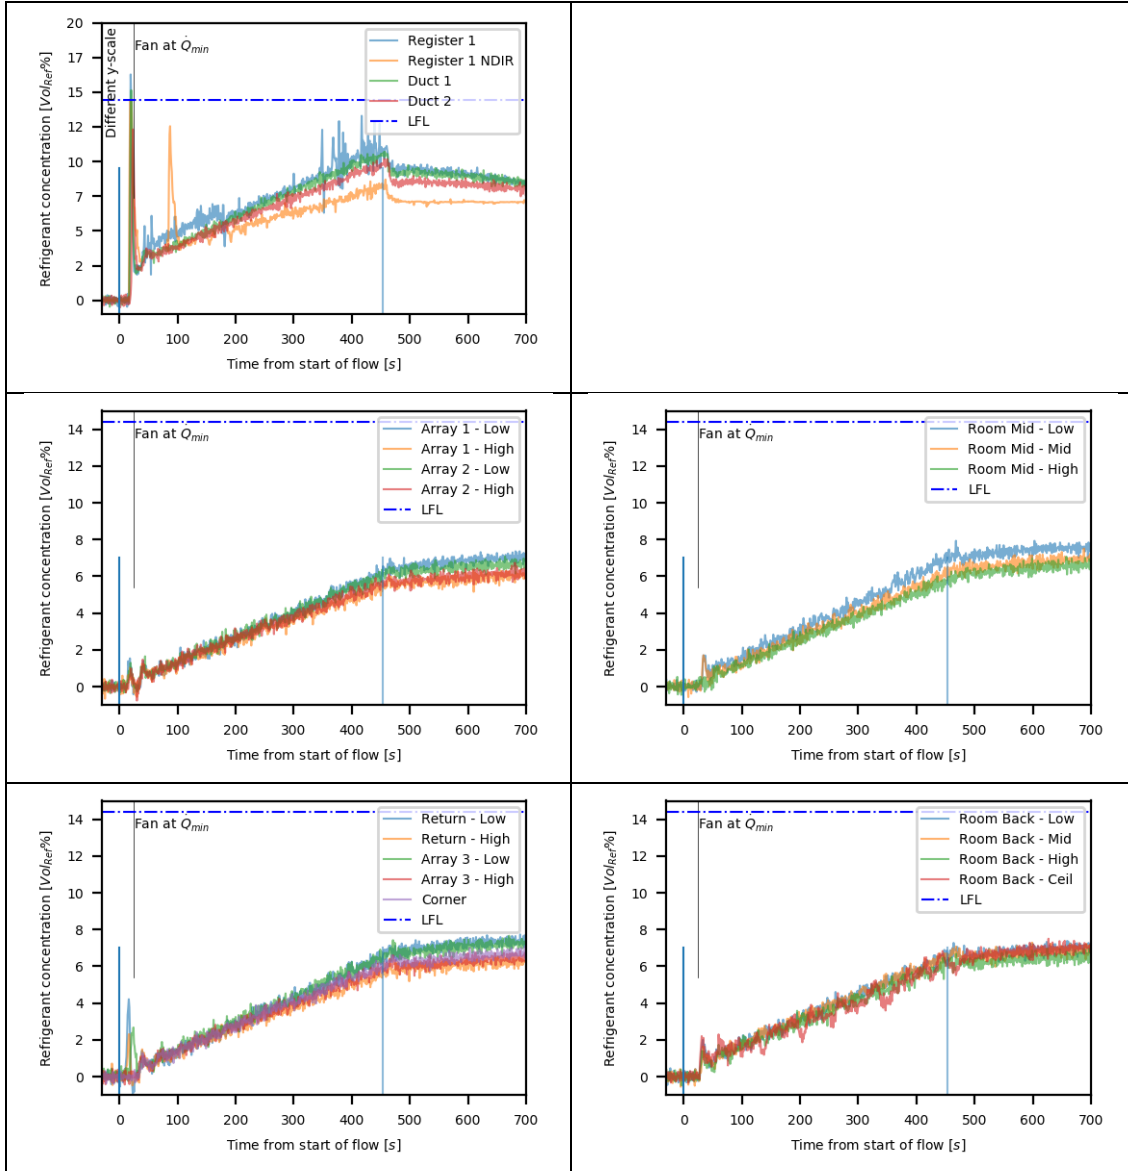 Different y-scale
Fan at Q̇min
Register 1
Register 1 NDIR
Duct 1
Duct 2
LFL
Refrigerant concentration [VolRef%]
20
17
15
12
10
7
5
2
0
0 100 200 300 400 500 600 700
Time from start of flow [s]
Fan at Qmin
Array 1 - Low
Array 1 - High
Array 2 - Low
Array 2 - High
LFL
Refrigerant concentration [VolRef%]
14
12
10
8
6
4
2
0
0 100 200 300 400 500 600 700
Time from start of flow [s]
Fan at Qmin
Room Mid - Low
Room Mid - Mid
Room Mid - High
LFL
Refrigerant concentration [VolRef%]
14
12
10
8
6
4
2
0
0 100 200 300 400 500 600 700
Time from start of flow [s]
Fan at Qmin
Return - Low
Return - High
Array 3 - Low
Array 3 - High
Corner
LFL
Refrigerant concentration [VolRef%]
14
12
10
8
6
4
2
0
0 100 200 300 400 500 600 700
Time from start of flow [s]
Fan at Qmin
Room Back - Low
Room Back - Mid
Room Back - High
Room Back - Ceil
LFL
Refrigerant concentration [VolRef%]
14
12
10
8
6
4
2
0
0 100 200 300 400 500 600 700
Time from start of flow [s]